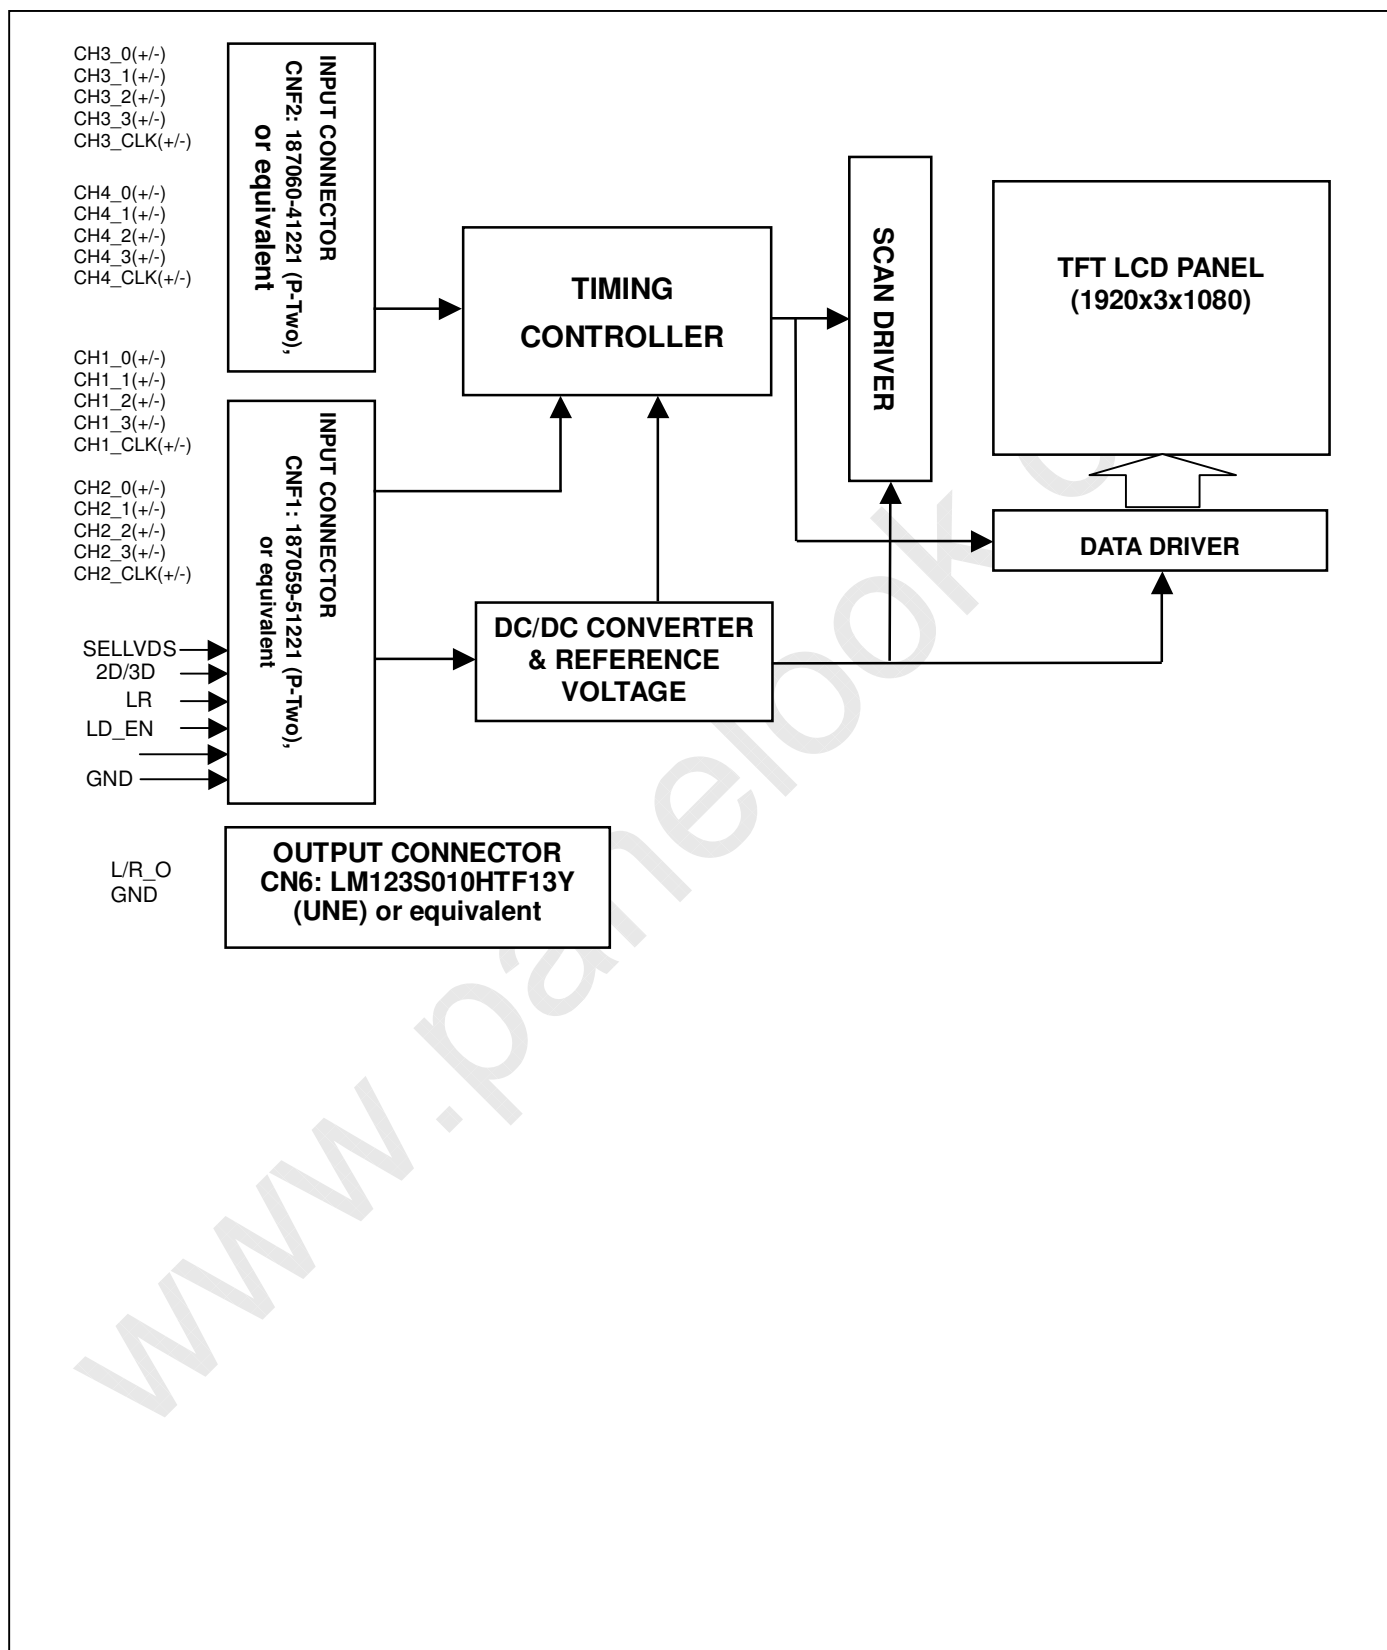 CH3_0(+/-)
CH3_1(+/-)
CH3_2(+/-)
CH3_3(+/-)
CH3_CLK(+/-)
CH4_0(+/-)
CH4_1(+/-)
CH4_2(+/-)
CH4_3(+/-)
CH4_CLK(+/-)
CH1_0(+/-)
CH1_1(+/-)
CH1_2(+/-)
CH1_3(+/-)
CH1_CLK(+/-)
CH2_0(+/-)
CH2_1(+/-)
CH2_2(+/-)
CH2_3(+/-)
CH2_CLK(+/-)
SELLVDS
2D/3D
LR
LD_EN
GND
L/R_O
GND
INPUT CONNECTOR
CNF2: 187060-41221 (P-Two),
or equivalent
INPUT CONNECTOR
CNF1: 187059-51221 (P-Two),
or equivalent
OUTPUT CONNECTOR
CN6: LM123S010HTF13Y
(UNE) or equivalent
TIMING
CONTROLLER
DC/DC CONVERTER
& REFERENCE
VOLTAGE
SCAN DRIVER
TFT LCD PANEL
(1920x3x1080)
DATA DRIVER
www.panelook